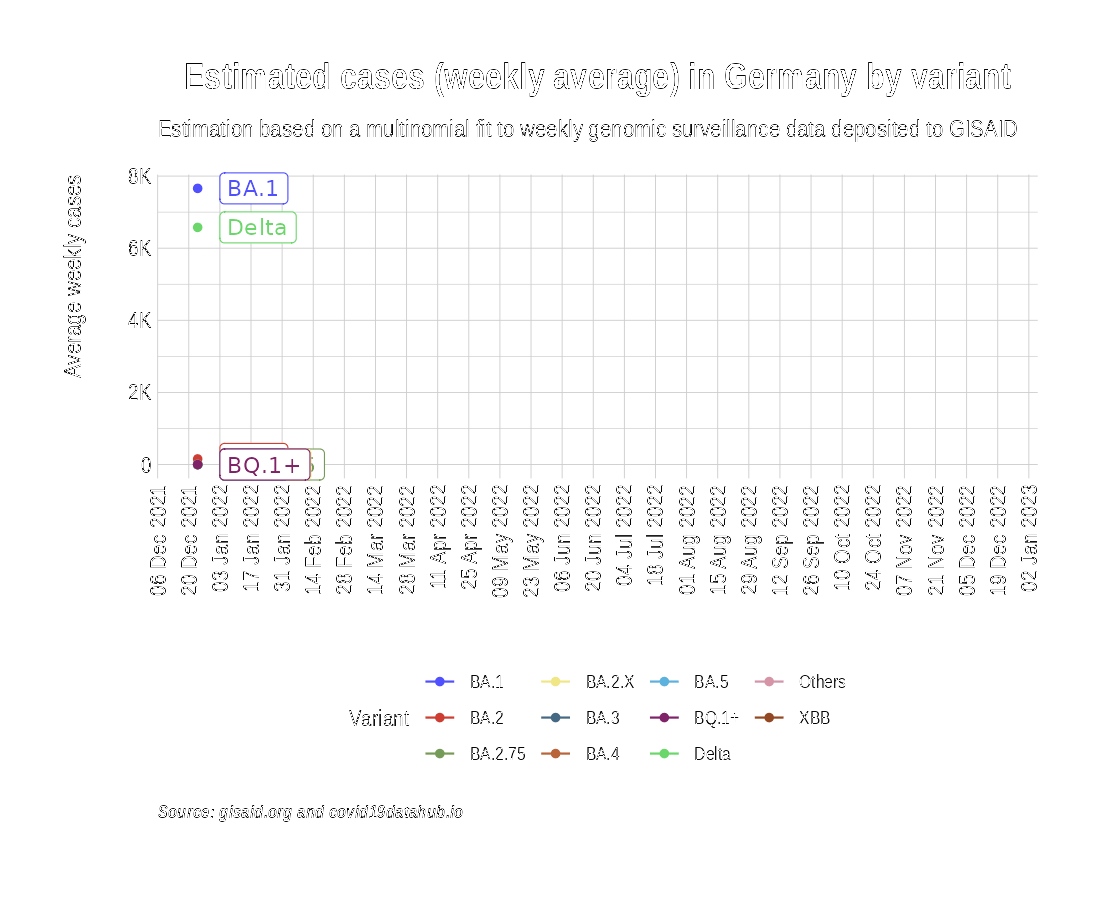 Estimated cases (weekly average) in Germany by variant
Estimation based on a multinomial fit to weekly genomic surveillance data deposited to GISAID
Average weekly cases
8K
6K
4K
2K
0
BA.1
Delta
BQ.1+
06 Dec 2021
20 Dec 2021
03 Jan 2022
17 Jan 2022
31 Jan 2022
14 Feb 2022
28 Feb 2022
14 Mar 2022
28 Mar 2022
11 Apr 2022
25 Apr 2022
09 May 2022
23 May 2022
06 Jun 2022
20 Jun 2022
04 Jul 2022
18 Jul 2022
01 Aug 2022
15 Aug 2022
29 Aug 2022
12 Sep 2022
26 Sep 2022
10 Oct 2022
24 Oct 2022
07 Nov 2022
21 Nov 2022
05 Dec 2022
19 Dec 2022
02 Jan 2023
BA.1 BA.2.X BA.5 Others
Variant BA.2 BA.3 BQ.1+ XBB
BA.2.75 BA.4 Delta
Source: gisaid.org and covid19datahub.io